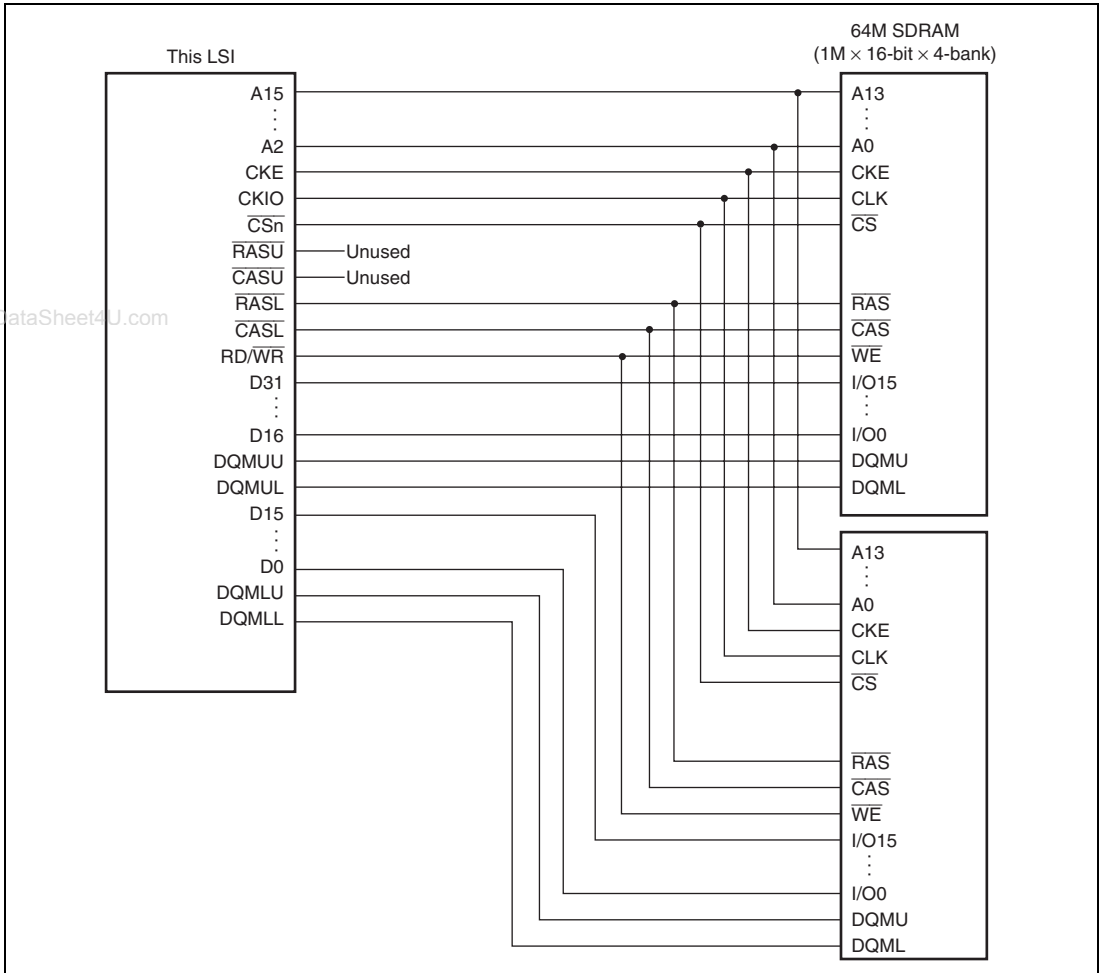 This LSI
A15
⋮
A2
CKE
CKIO
CSn
RASU
Unused
CASU
Unused
RASL
CASL
RD/WR
D31
⋮
D16
DQMUU
DQMUL
D15
⋮
D0
DQMLU
DQMLL
64M SDRAM
(1M × 16-bit × 4-bank)
A13
⋮
A0
CKE
CLK
CS
RAS
CAS
WE
I/O15
⋮
I/O0
DQMU
DQML
A13
⋮
A0
CKE
CLK
CS
RAS
CAS
WE
I/O15
⋮
I/O0
DQMU
DQML
DataSheet4U.com